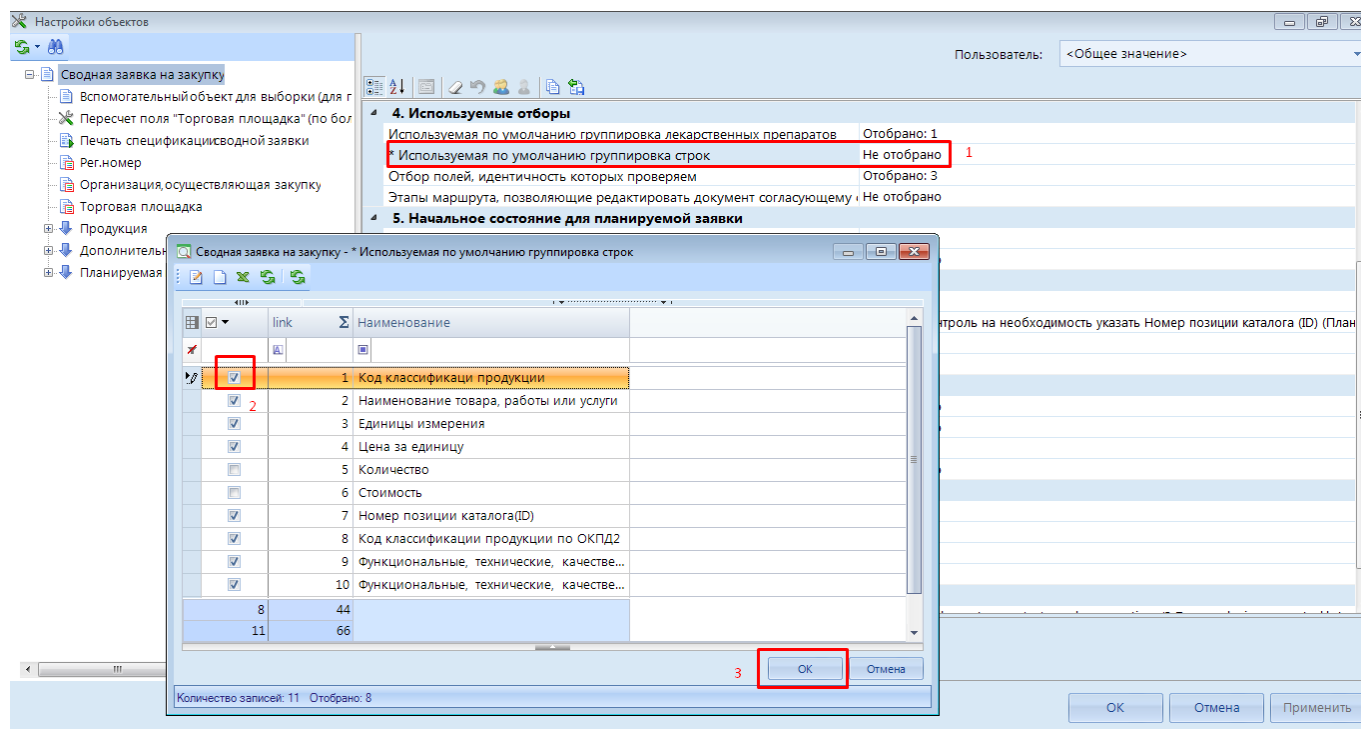 Настройки объектов
Пользователь: <Общее значение>
Сводная заявка на закупку
Вспомогательный объект для выборки (для г
Пересчет поля "Торговая площадка" (по бол
Печать спецификации сводной заявки
Рег.номер
Организация, осуществляющая закупку
Торговая площадка
Продукция
Дополнительн
Планируемая
4. Используемые отборы
Используемая по умолчанию группировка лекарственных препаратов Отобрано: 1
* Используемая по умолчанию группировка строк Не отобрано 1
Отбор полей, идентичность которых проверяем Отобрано: 3
Этапы маршрута, позволяющие редактировать документ согласующему Не отобрано
5. Начальное состояние для планируемой заявки
нтроль на необходимость указать Номер позиции каталога (ID) (План
Сводная заявка на закупку - * Используемая по умолчанию группировка строк
link Σ Наименование
1 Код классификаци продукции
2
2 Наименование товара, работы или услуги
3 Единицы измерения
4 Цена за единицу
5 Количество
6 Стоимость
7 Номер позиции каталога(ID)
8 Код классификации продукции по ОКПД2
9 Функциональные, технические, качестве...
10 Функциональные, технические, качестве...
8 44
11 66
3 ОК Отмена
Количество записей: 11 Отобрано: 8
ОК Отмена Применить